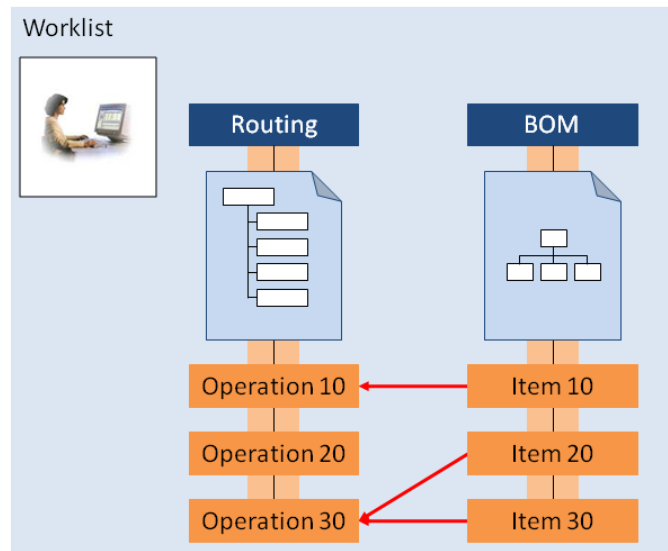 Worklist
Routing
BOM
Operation 10
Item 10
Operation 20
Item 20
Operation 30
Item 30